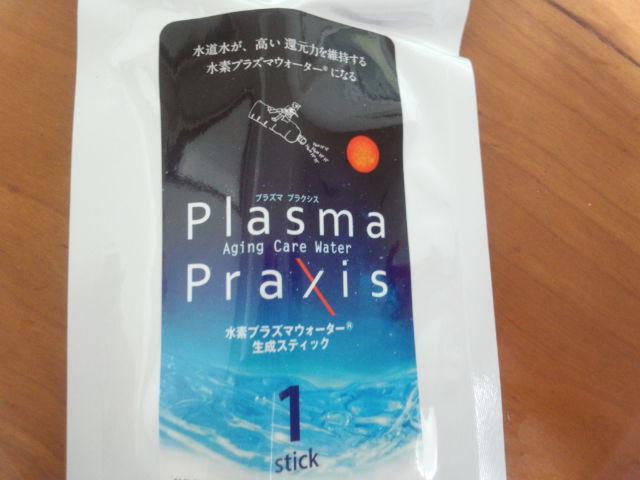 水道水が、高い 還元力を維持する
水素プラズマウォーター® になる
プラズマ プラクシス
Plasma
Aging Care Water
Praxis
水素プラズマウォーター®
生成スティック
1
stick